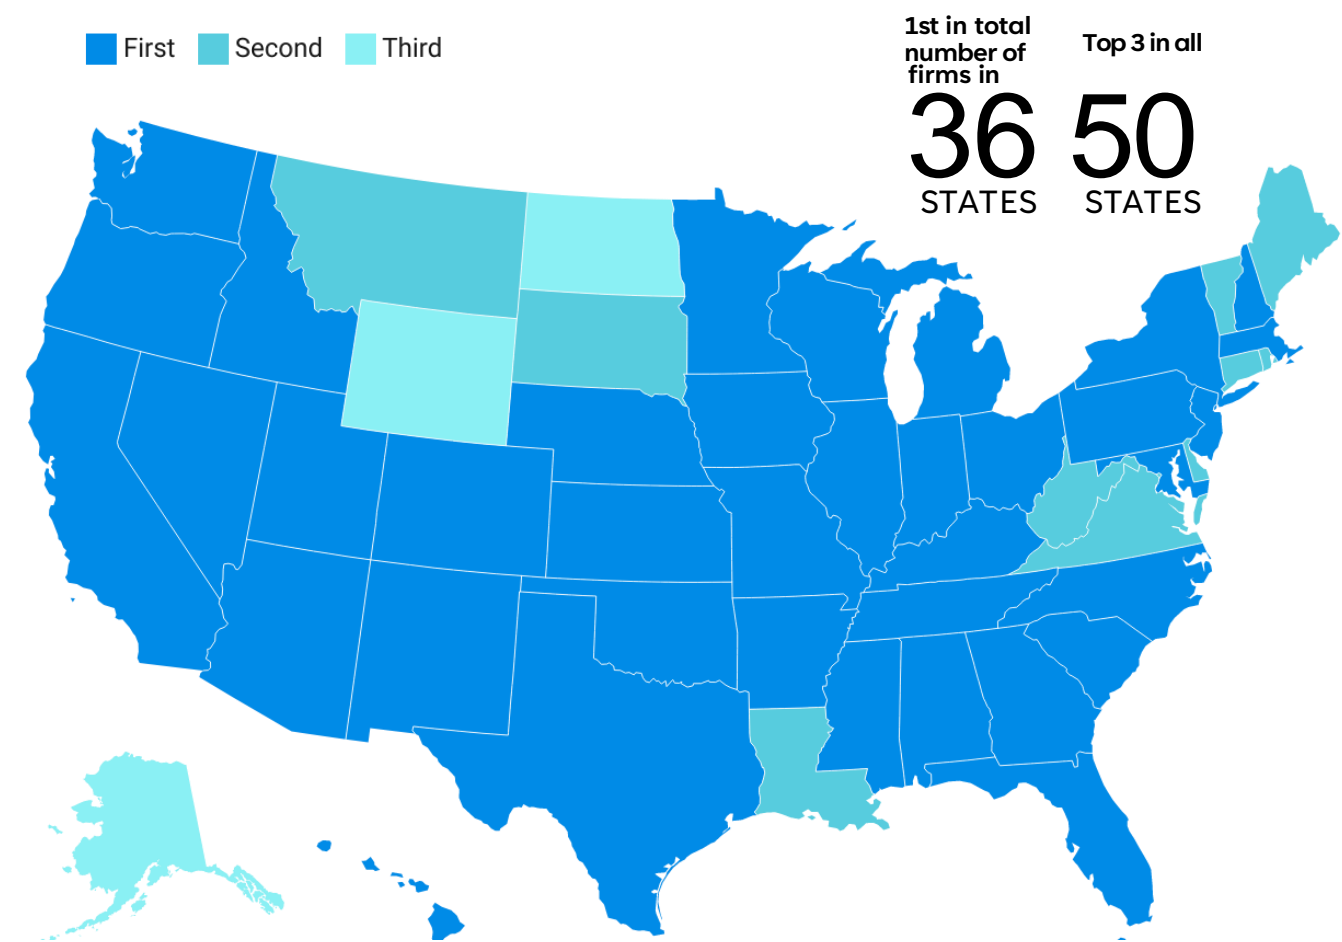 First
Second
Third
1st in total
number of
firms in
36
STATES
Top 3 in all
50
STATES